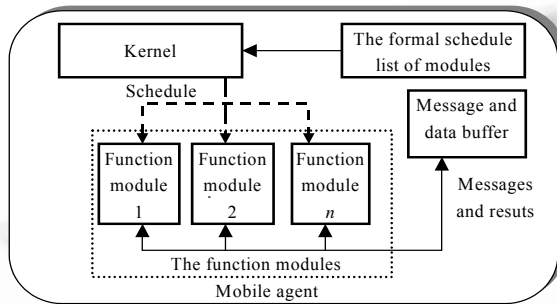 Kernel
The formal schedule
list of modules
Schedule
Message and
data buffer
Function
module
1
Function
module
2
Function
module
n
Messages
and resuts
The function modules
Mobile agent